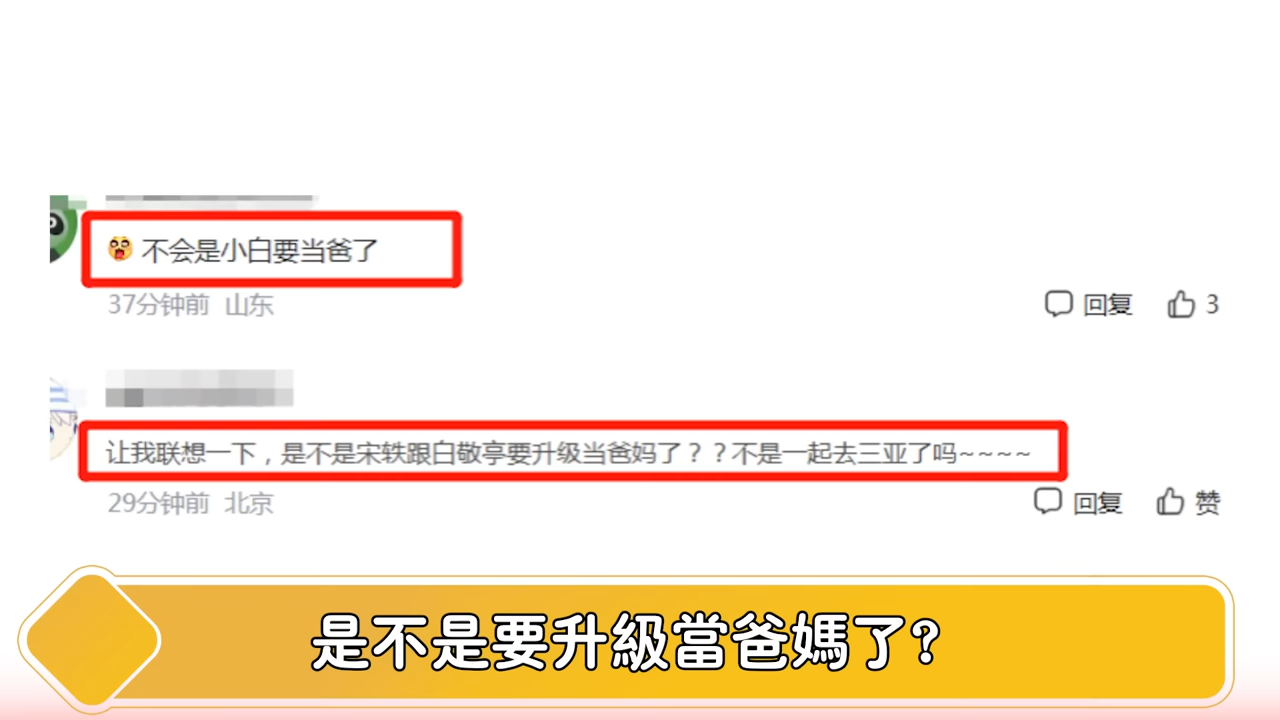 不会是小白要当爸了
37分钟前 山东
回复 3
让我联想一下，是不是宋轶跟白敬亭要升级当爸妈了？？不是一起去三亚了吗~~~~
29分钟前 北京
回复 赞
是不是要升級當爸媽了?